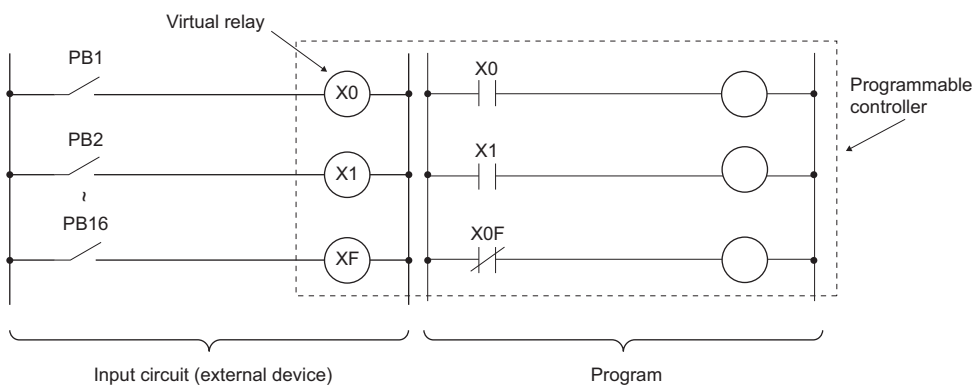 Virtual relay
PB1
X0
X0
Programmable
controller
PB2
X1
X1
~
PB16
XF
X0F
Input circuit (external device)
Program